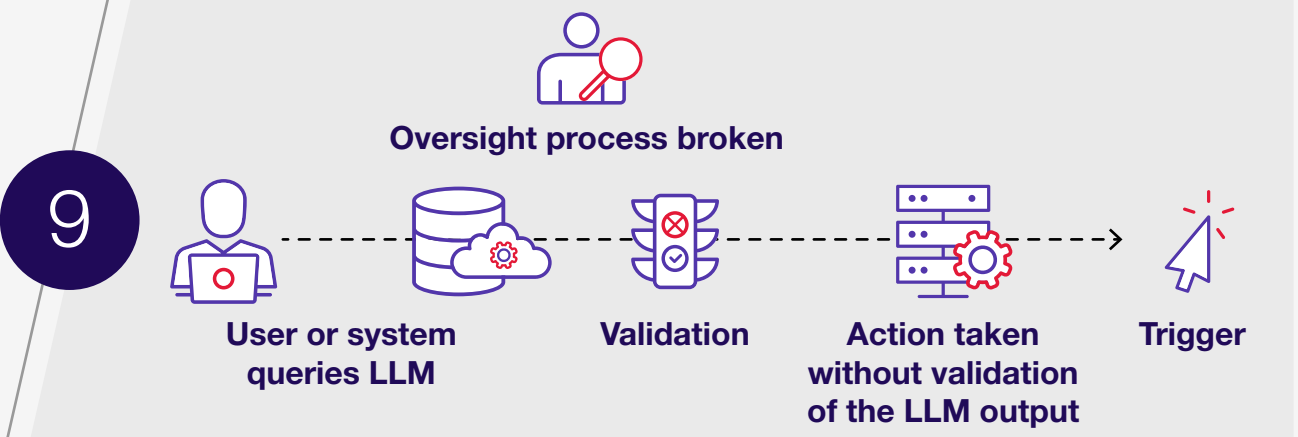 Oversight process broken
9
User or system
queries LLM
Validation
Action taken
without validation
of the LLM output
Trigger